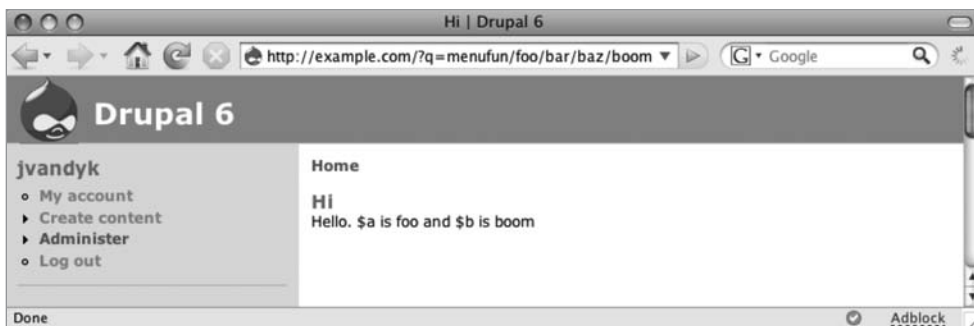 Hi | Drupal 6
http://example.com/?q=menufun/foo/bar/baz/boom
G Google
Drupal 6
jvandyk
My account
Create content
Administer
Log out
Home
Hi
Hello. $a is foo and $b is boom
Done
Adblock